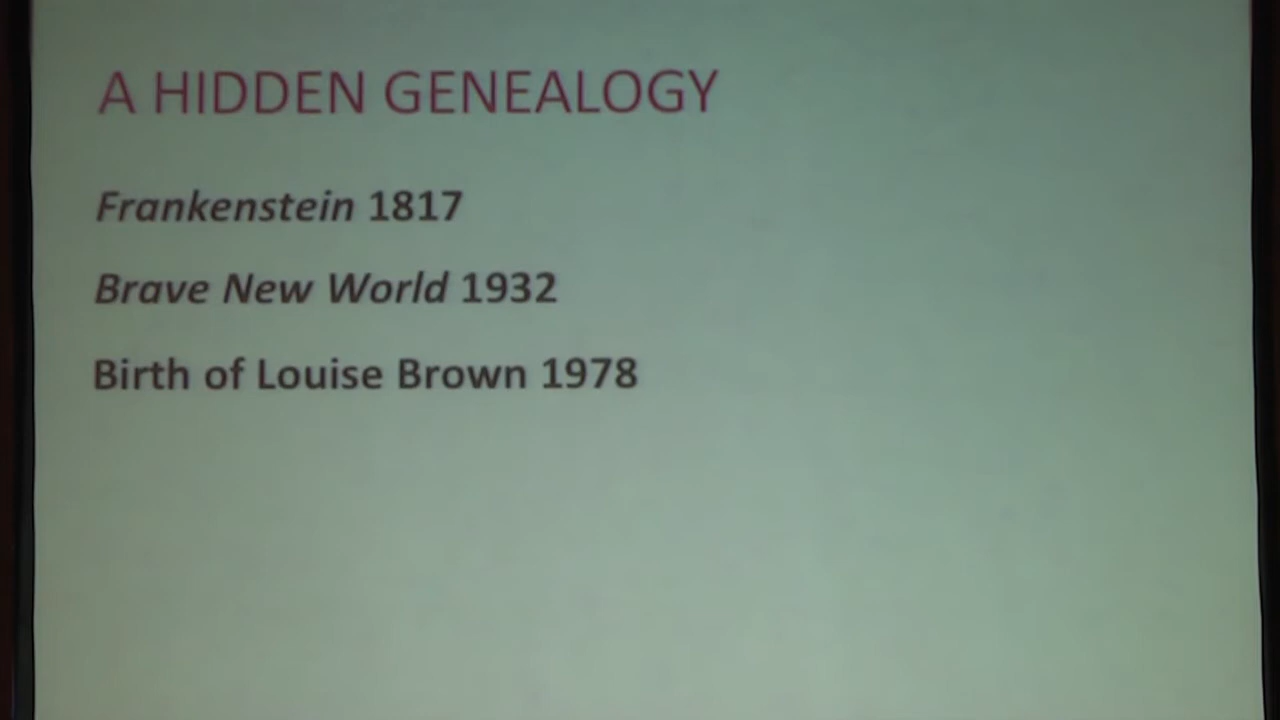 A HIDDEN GENEALOGY
Frankenstein 1817
Brave New World 1932
Birth of Louise Brown 1978